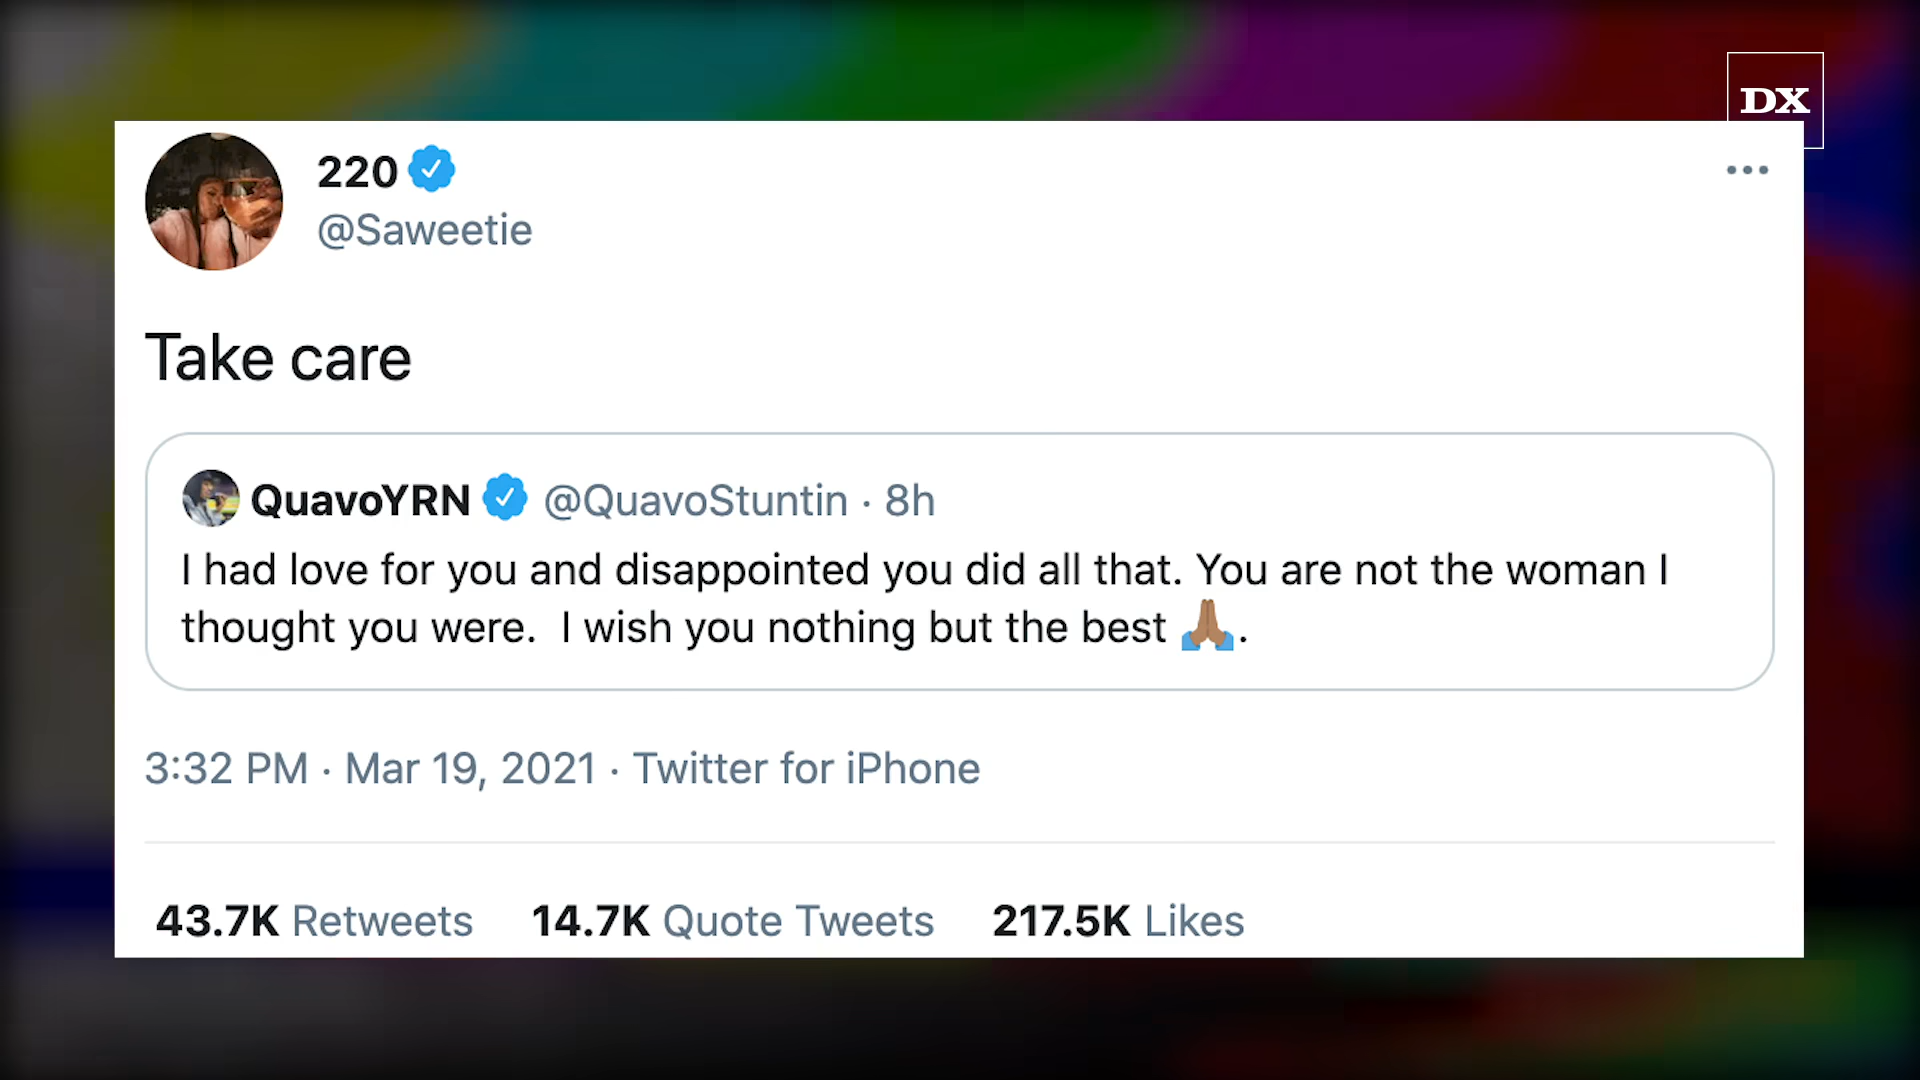 DX
220
@Saweetie
Take care
QuavoYRN @QuavoStuntin · 8h
I had love for you and disappointed you did all that. You are not the woman I
thought you were.  I wish you nothing but the best 🙏🏽.
3:32 PM · Mar 19, 2021 · Twitter for iPhone
43.7K Retweets 14.7K Quote Tweets 217.5K Likes